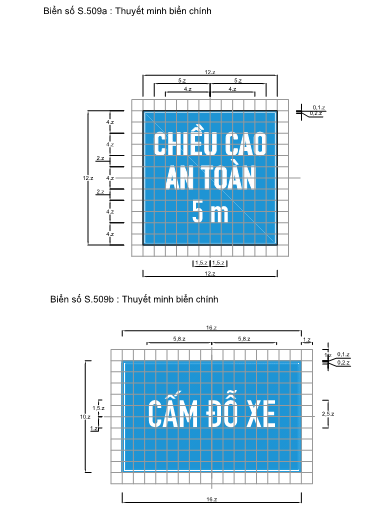 Biển số S.509a : Thuyết minh biển chính
12.z
5.z 5.z
4.z 4.z
0,1.z
0,2.z
4.z
4.z
2.z
12.z
4.z
2.z
4.z
4.z
CHIỀU CAO
AN TOÀN
5 m
1,5.z 1,5.z
12.z
Biển số S.509b : Thuyết minh biển chính
16.z
5,6.z 5,6.z
1.z
0,1.z
0,2.z
10.z
1,5.z
1.z
CẤM ĐỖ XE
2,5.z
16.z